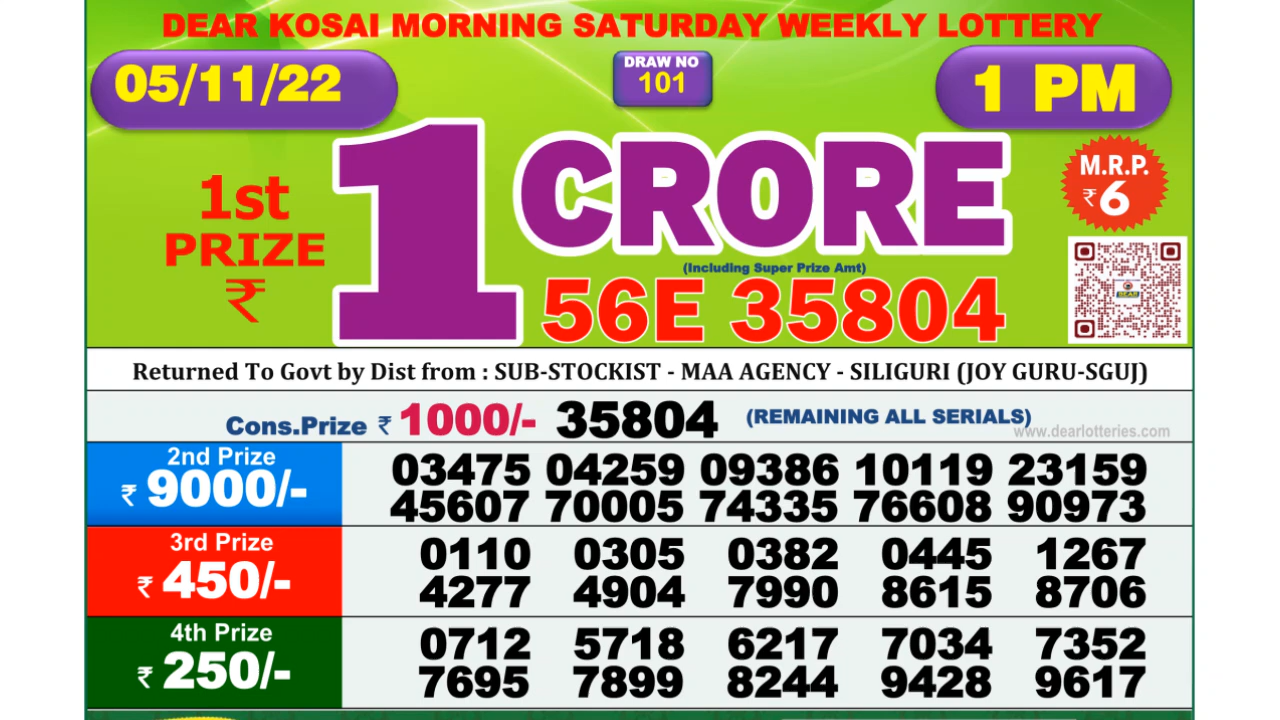 DEAR KOSAI MORNING SATURDAY WEEKLY LOTTERY
05/11/22
DRAW NO
101
1 PM
1st
PRIZE
₹
1 CRORE
(Including Super Prize Amt)
56E 35804
M.R.P.
₹ 6
DEAR
Returned To Govt by Dist from : SUB-STOCKIST - MAA AGENCY - SILIGURI (JOY GURU-SGUJ)
Cons.Prize ₹ 1000/- 35804 (REMAINING ALL SERIALS)
www.dearlotteries.com
2nd Prize
₹ 9000/-
03475 04259 09386 10119 23159
45607 70005 74335 76608 90973
3rd Prize
₹ 450/-
0110 0305 0382 0445 1267
4277 4904 7990 8615 8706
4th Prize
₹ 250/-
0712 5718 6217 7034 7352
7695 7899 8244 9428 9617